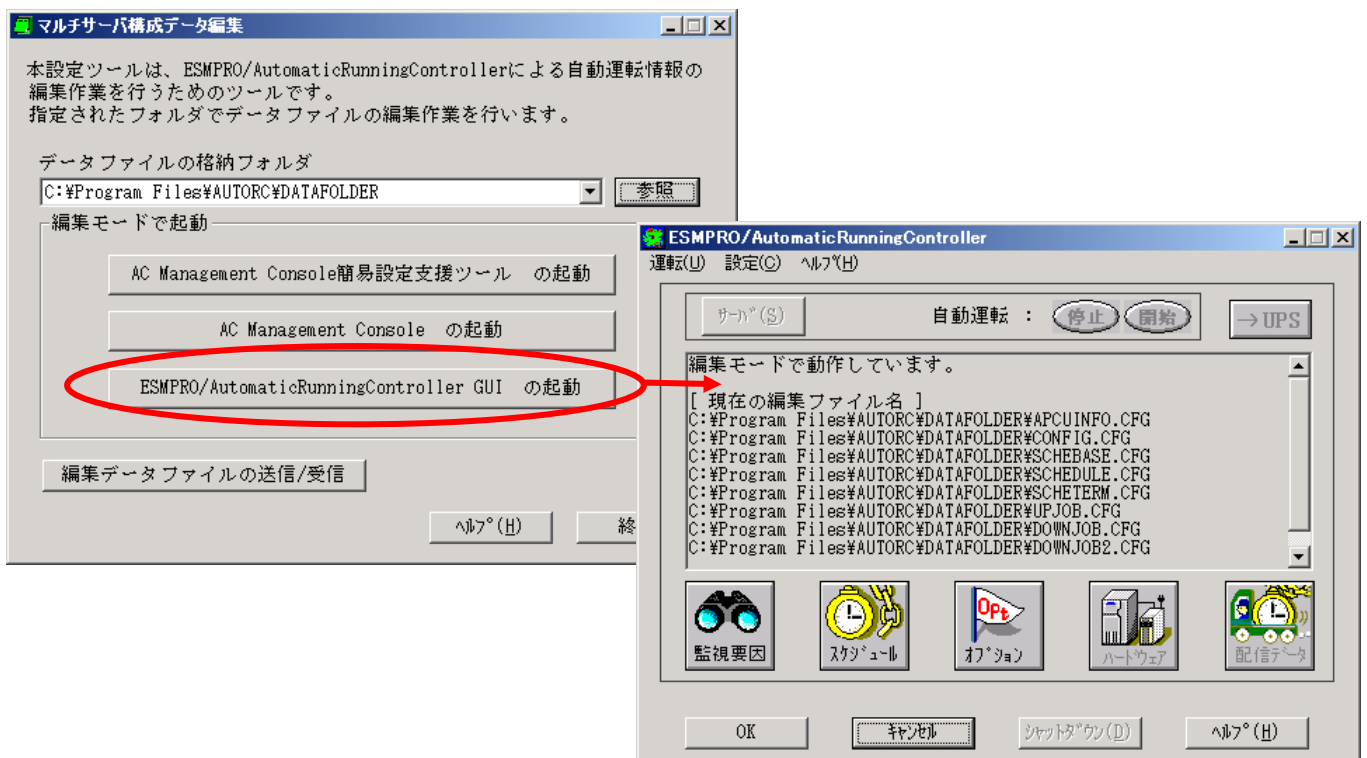 マルチサーバ構成データ編集
本設定ツールは、ESMPRO/AutomaticRunningControllerによる自動運転情報の
編集作業を行うためのツールです。
指定されたフォルダでデータファイルの編集作業を行います。
データファイルの格納フォルダ
C:¥Program Files¥AUTORC¥DATAFOLDER
参照
編集モードで起動
AC Management Console簡易設定支援ツール の起動
AC Management Console の起動
ESMPRO/AutomaticRunningController GUI の起動
編集データファイルの送信/受信
ヘルプ(H)
終
ESMPRO/AutomaticRunningController
運転(U) 設定(C) ヘルプ(H)
サーバ(S)
自動運転 : 停止 開始
→UPS
編集モードで動作しています。
[ 現在の編集ファイル名 ]
C:¥Program Files¥AUTORC¥DATAFOLDER¥APCUINFO.CFG
C:¥Program Files¥AUTORC¥DATAFOLDER¥CONFIG.CFG
C:¥Program Files¥AUTORC¥DATAFOLDER¥SCHEBASE.CFG
C:¥Program Files¥AUTORC¥DATAFOLDER¥SCHEDULE.CFG
C:¥Program Files¥AUTORC¥DATAFOLDER¥SCHETERM.CFG
C:¥Program Files¥AUTORC¥DATAFOLDER¥UPJOB.CFG
C:¥Program Files¥AUTORC¥DATAFOLDER¥DOWNJOB.CFG
C:¥Program Files¥AUTORC¥DATAFOLDER¥DOWNJOB2.CFG
Opt
監視要因
スケジュール
オプション
ハードウェア
配信データ
OK
キャンセル
シャットダウン(D)
ヘルプ(H)